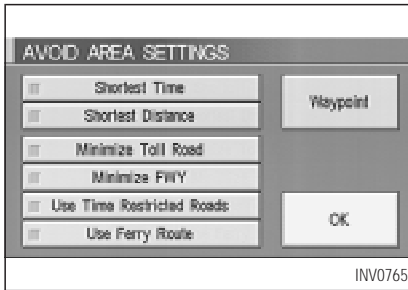 AVOID AREA SETTINGS
Shortest Time
Shortest Distance
Waypoint
Minimize Toll Road
Minimize FWY
Use Time Restricted Roads
Use Ferry Route
OK
INV0765